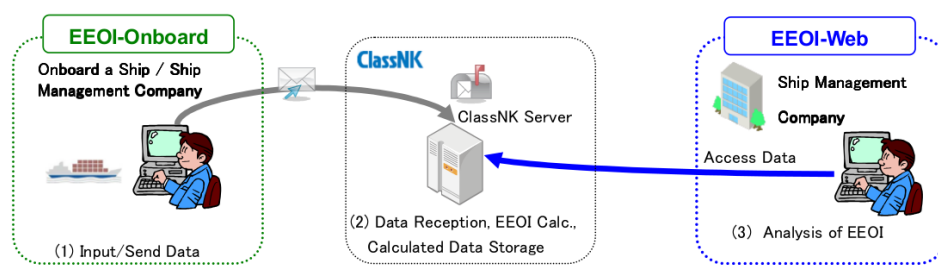 EEOI-Onboard
Onboard a Ship / Ship
Management Company
(1) Input/Send Data
ClassNK
ClassNK Server
(2) Data Reception, EEOI Calc.,
Calculated Data Storage
EEOI-Web
Ship Management
Company
Access Data
(3) Analysis of EEOI